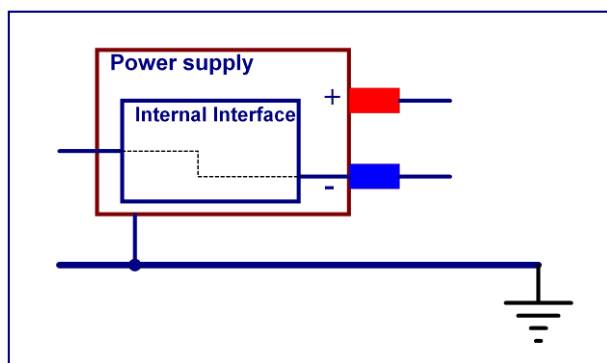 Power supply
+
Internal Interface
-